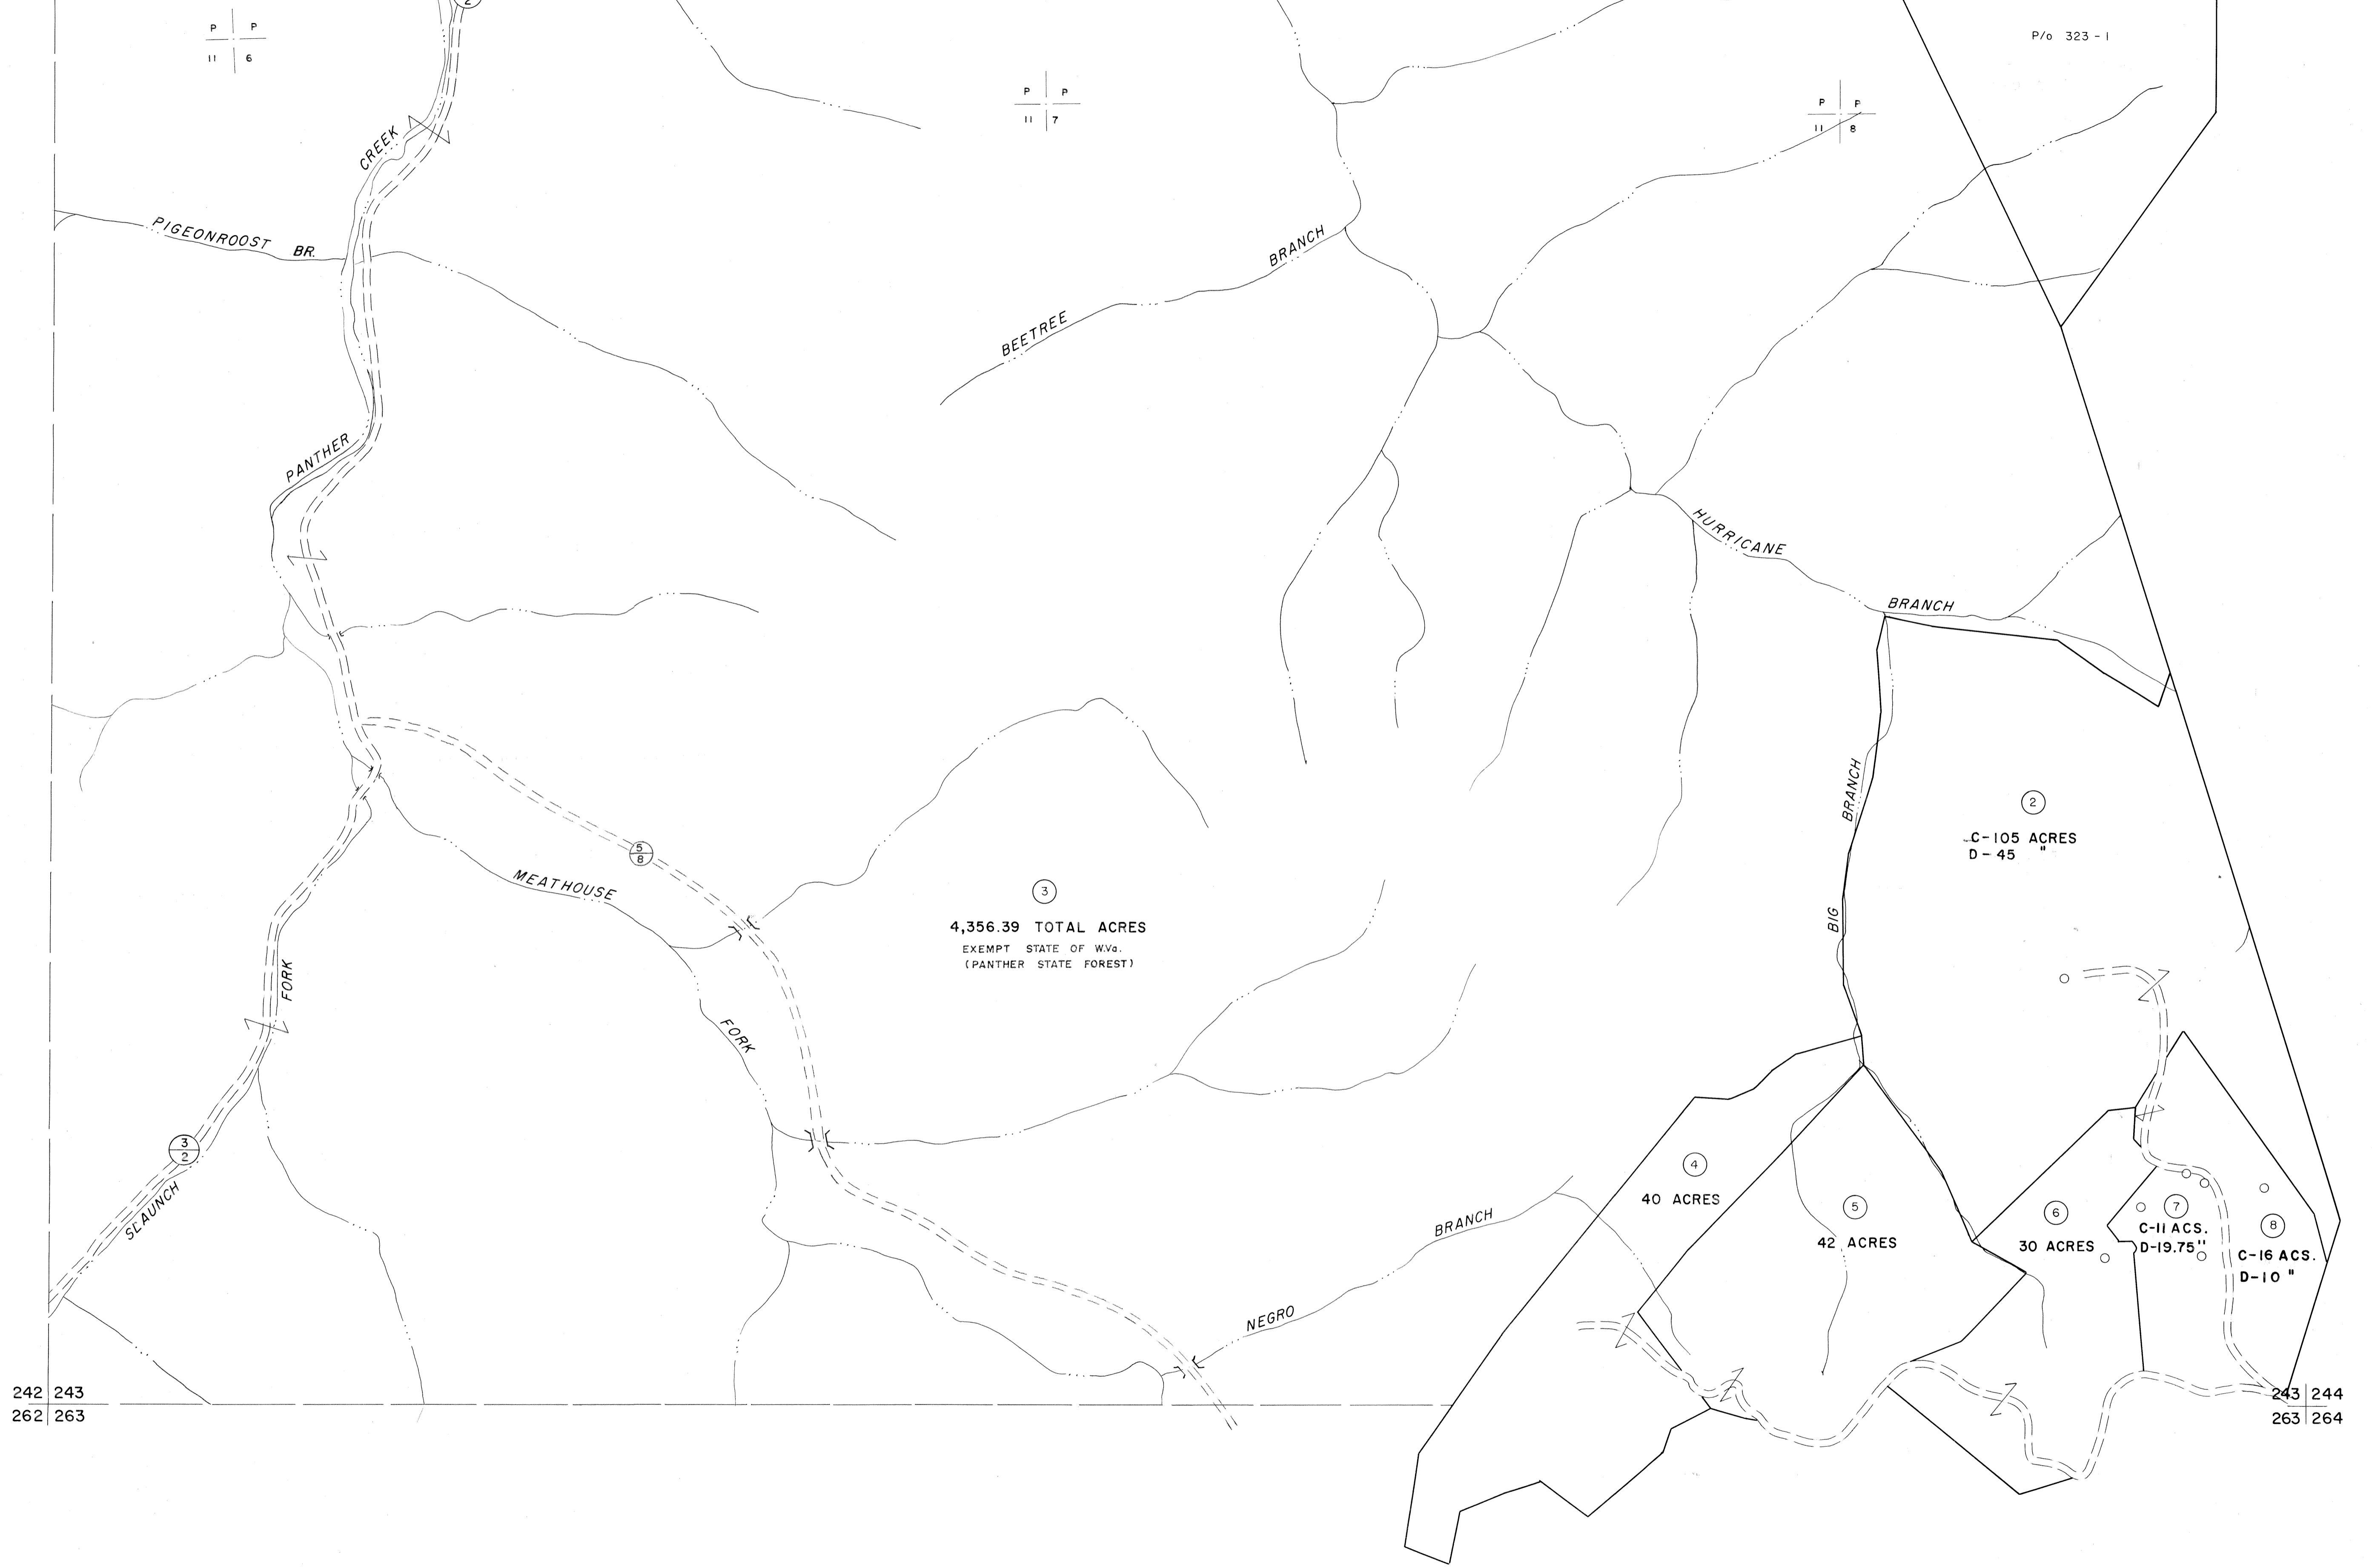 2
P P
11 6
P P
11 7
P P
11 8
P/o 323-1
CREEK
PIGEONROOST BR.
BRANCH
BEETREE
PANTHER
HURRICANE
BRANCH
BRANCH
BIG
2
C-105 ACRES
D-45 "
5
8
MEATHOUSE
FORK
3
4,356.39 TOTAL ACRES
EXEMPT STATE OF W.Va.
(PANTHER STATE FOREST)
FORK
3
2
SLAUNCH
4
40 ACRES
5
42 ACRES
6
30 ACRES
7
C-11 ACS.
D-19.75"
8
C-16 ACS.
D-10 "
BRANCH
NEGRO
242 243
262 263
243 244
263 264